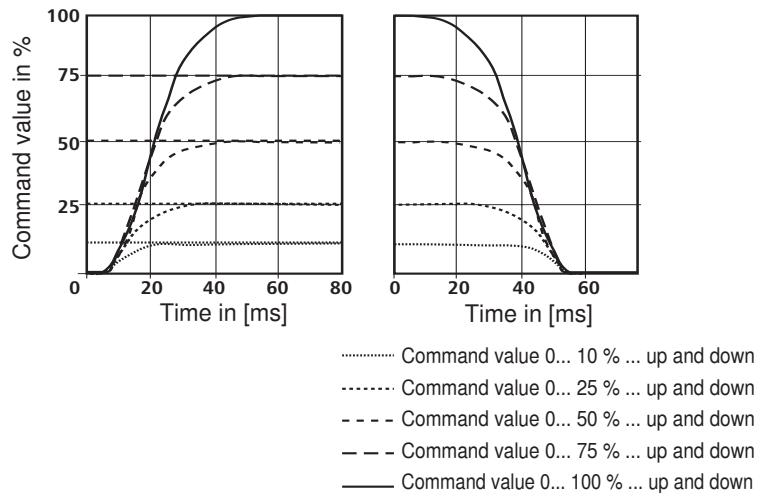 100
75
50
25
Command value in %
0 20 40 60 80
Time in [ms]
0 20 40 60
Time in [ms]
Command value 0... 10 % ... up and down
Command value 0... 25 % ... up and down
Command value 0... 50 % ... up and down
Command value 0... 75 % ... up and down
Command value 0... 100 % ... up and down